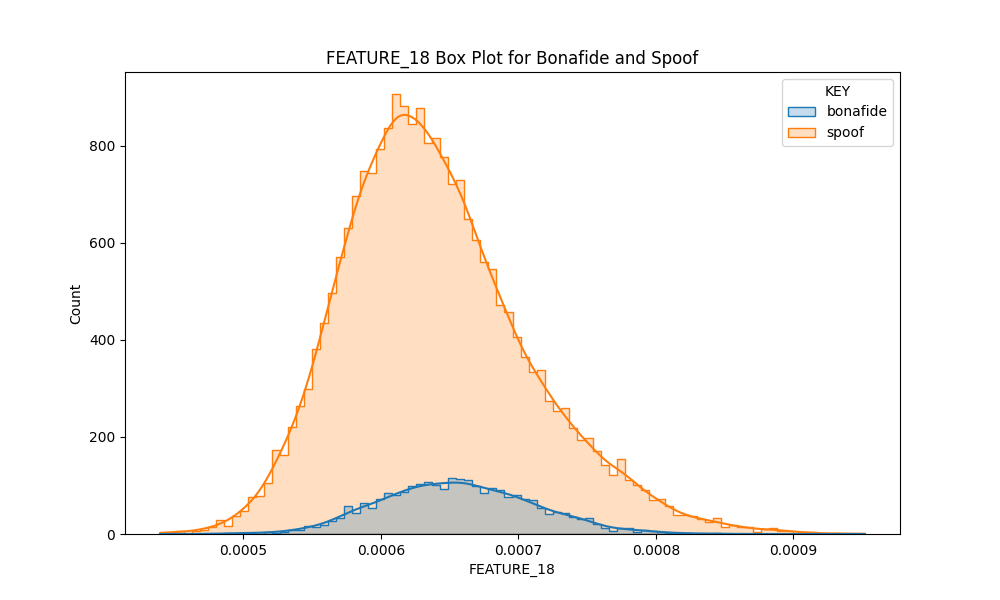 FEATURE_18 Box Plot for Bonafide and Spoof
KEY
bonafide
spoof
Count
800
600
400
200
0
0.0005
0.0006
0.0007
0.0008
0.0009
FEATURE_18